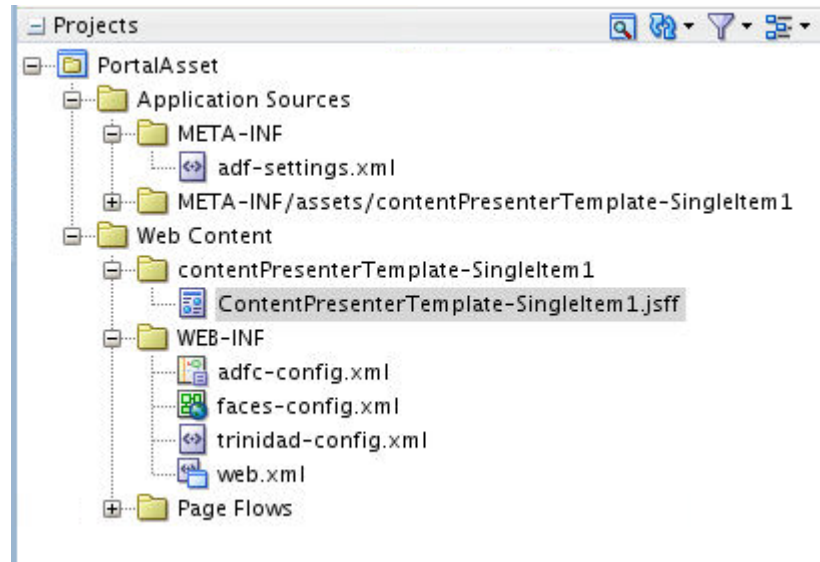 Projects
PortalAsset
Application Sources
META-INF
adf-settings.xml
META-INF/assets/contentPresenterTemplate-SingleItem1
Web Content
contentPresenterTemplate-SingleItem1
ContentPresenterTemplate-SingleItem1.jsff
WEB-INF
adfc-config.xml
faces-config.xml
trinidad-config.xml
web.xml
Page Flows